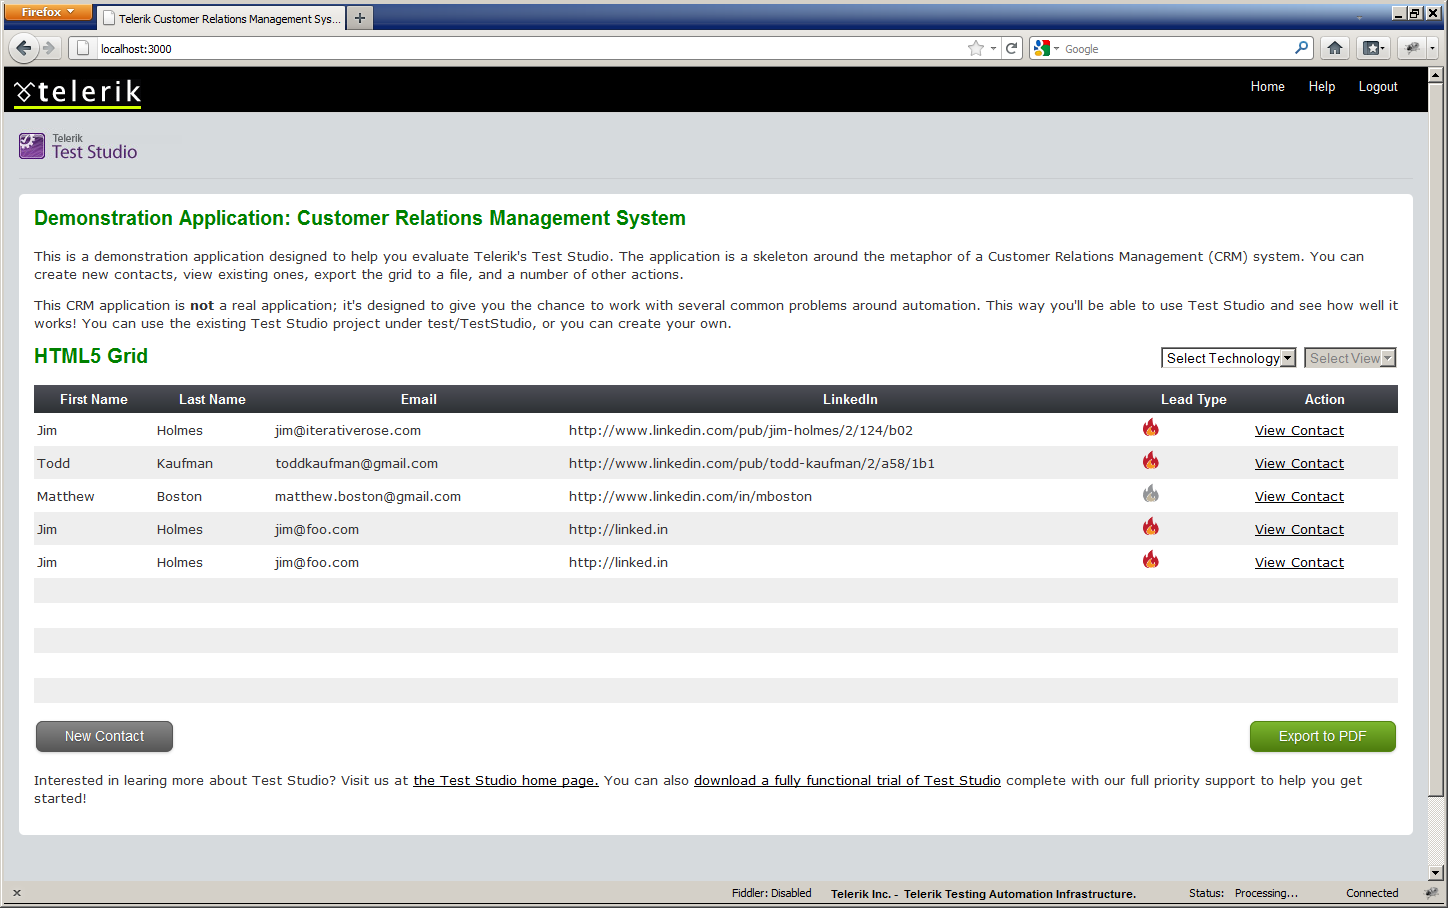 Firefox
Telerik Customer Relations Management Sys...
localhost:3000
Google
telerik
Home Help Logout
Telerik
Test Studio
Demonstration Application: Customer Relations Management System
This is a demonstration application designed to help you evaluate Telerik's Test Studio. The application is a skeleton around the metaphor of a Customer Relations Management (CRM) system. You can
create new contacts, view existing ones, export the grid to a file, and a number of other actions.
This CRM application is not a real application; it's designed to give you the chance to work with several common problems around automation. This way you'll be able to use Test Studio and see how well it
works! You can use the existing Test Studio project under test/TestStudio, or you can create your own.
HTML5 Grid
Select Technology Select View
First Name Last Name Email LinkedIn Lead Type Action
Jim Holmes jim@iterativerose.com http://www.linkedin.com/pub/jim-holmes/2/124/b02 View Contact
Todd Kaufman toddkaufman@gmail.com http://www.linkedin.com/pub/todd-kaufman/2/a58/1b1 View Contact
Matthew Boston matthew.boston@gmail.com http://www.linkedin.com/in/mboston View Contact
Jim Holmes jim@foo.com http://linked.in View Contact
Jim Holmes jim@foo.com http://linked.in View Contact
New Contact Export to PDF
Interested in learing more about Test Studio? Visit us at the Test Studio home page. You can also download a fully functional trial of Test Studio complete with our full priority support to help you get
started!
Fiddler: Disabled Telerik Inc. - Telerik Testing Automation Infrastructure. Status: Processing... Connected